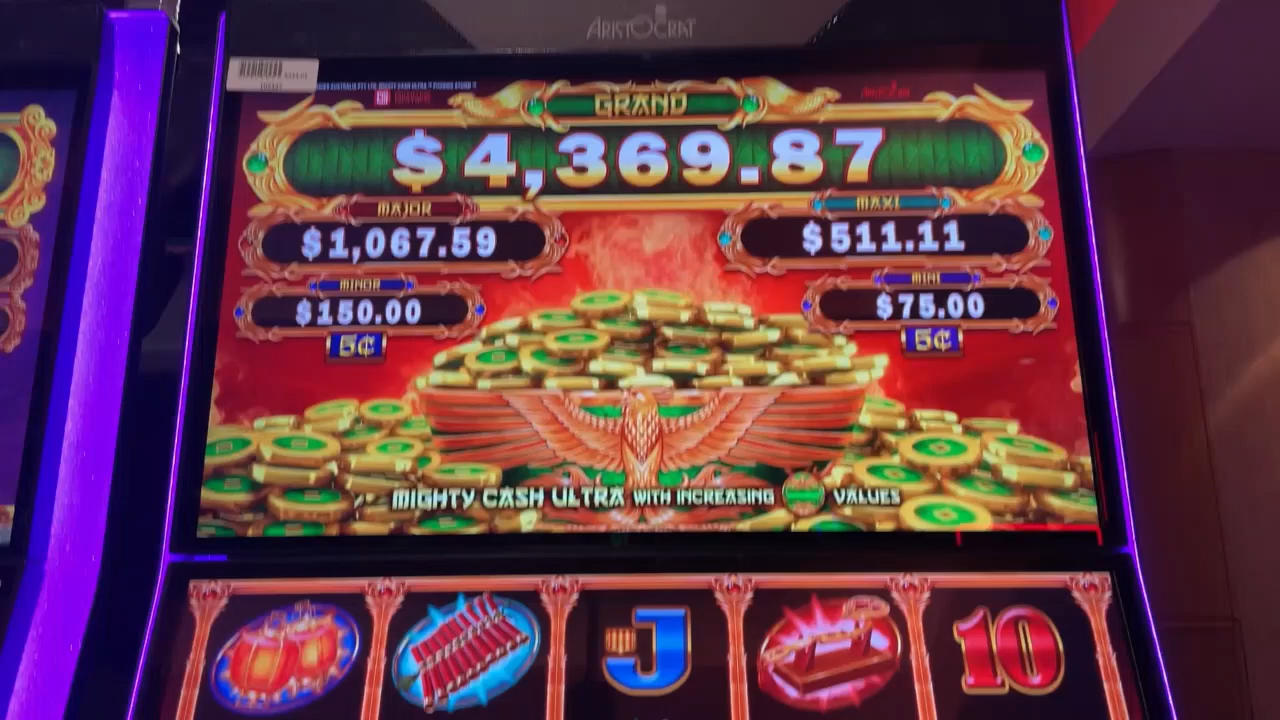 ARISTOCRAT
GRAND
$4,369.87
MAJOR
MAXI
$1,067.59
$511.11
MINOR
MINI
$150.00
$75.00
5¢
5¢
MIGHTY CASH ULTRA WITH INCREASING VALUES
J
10